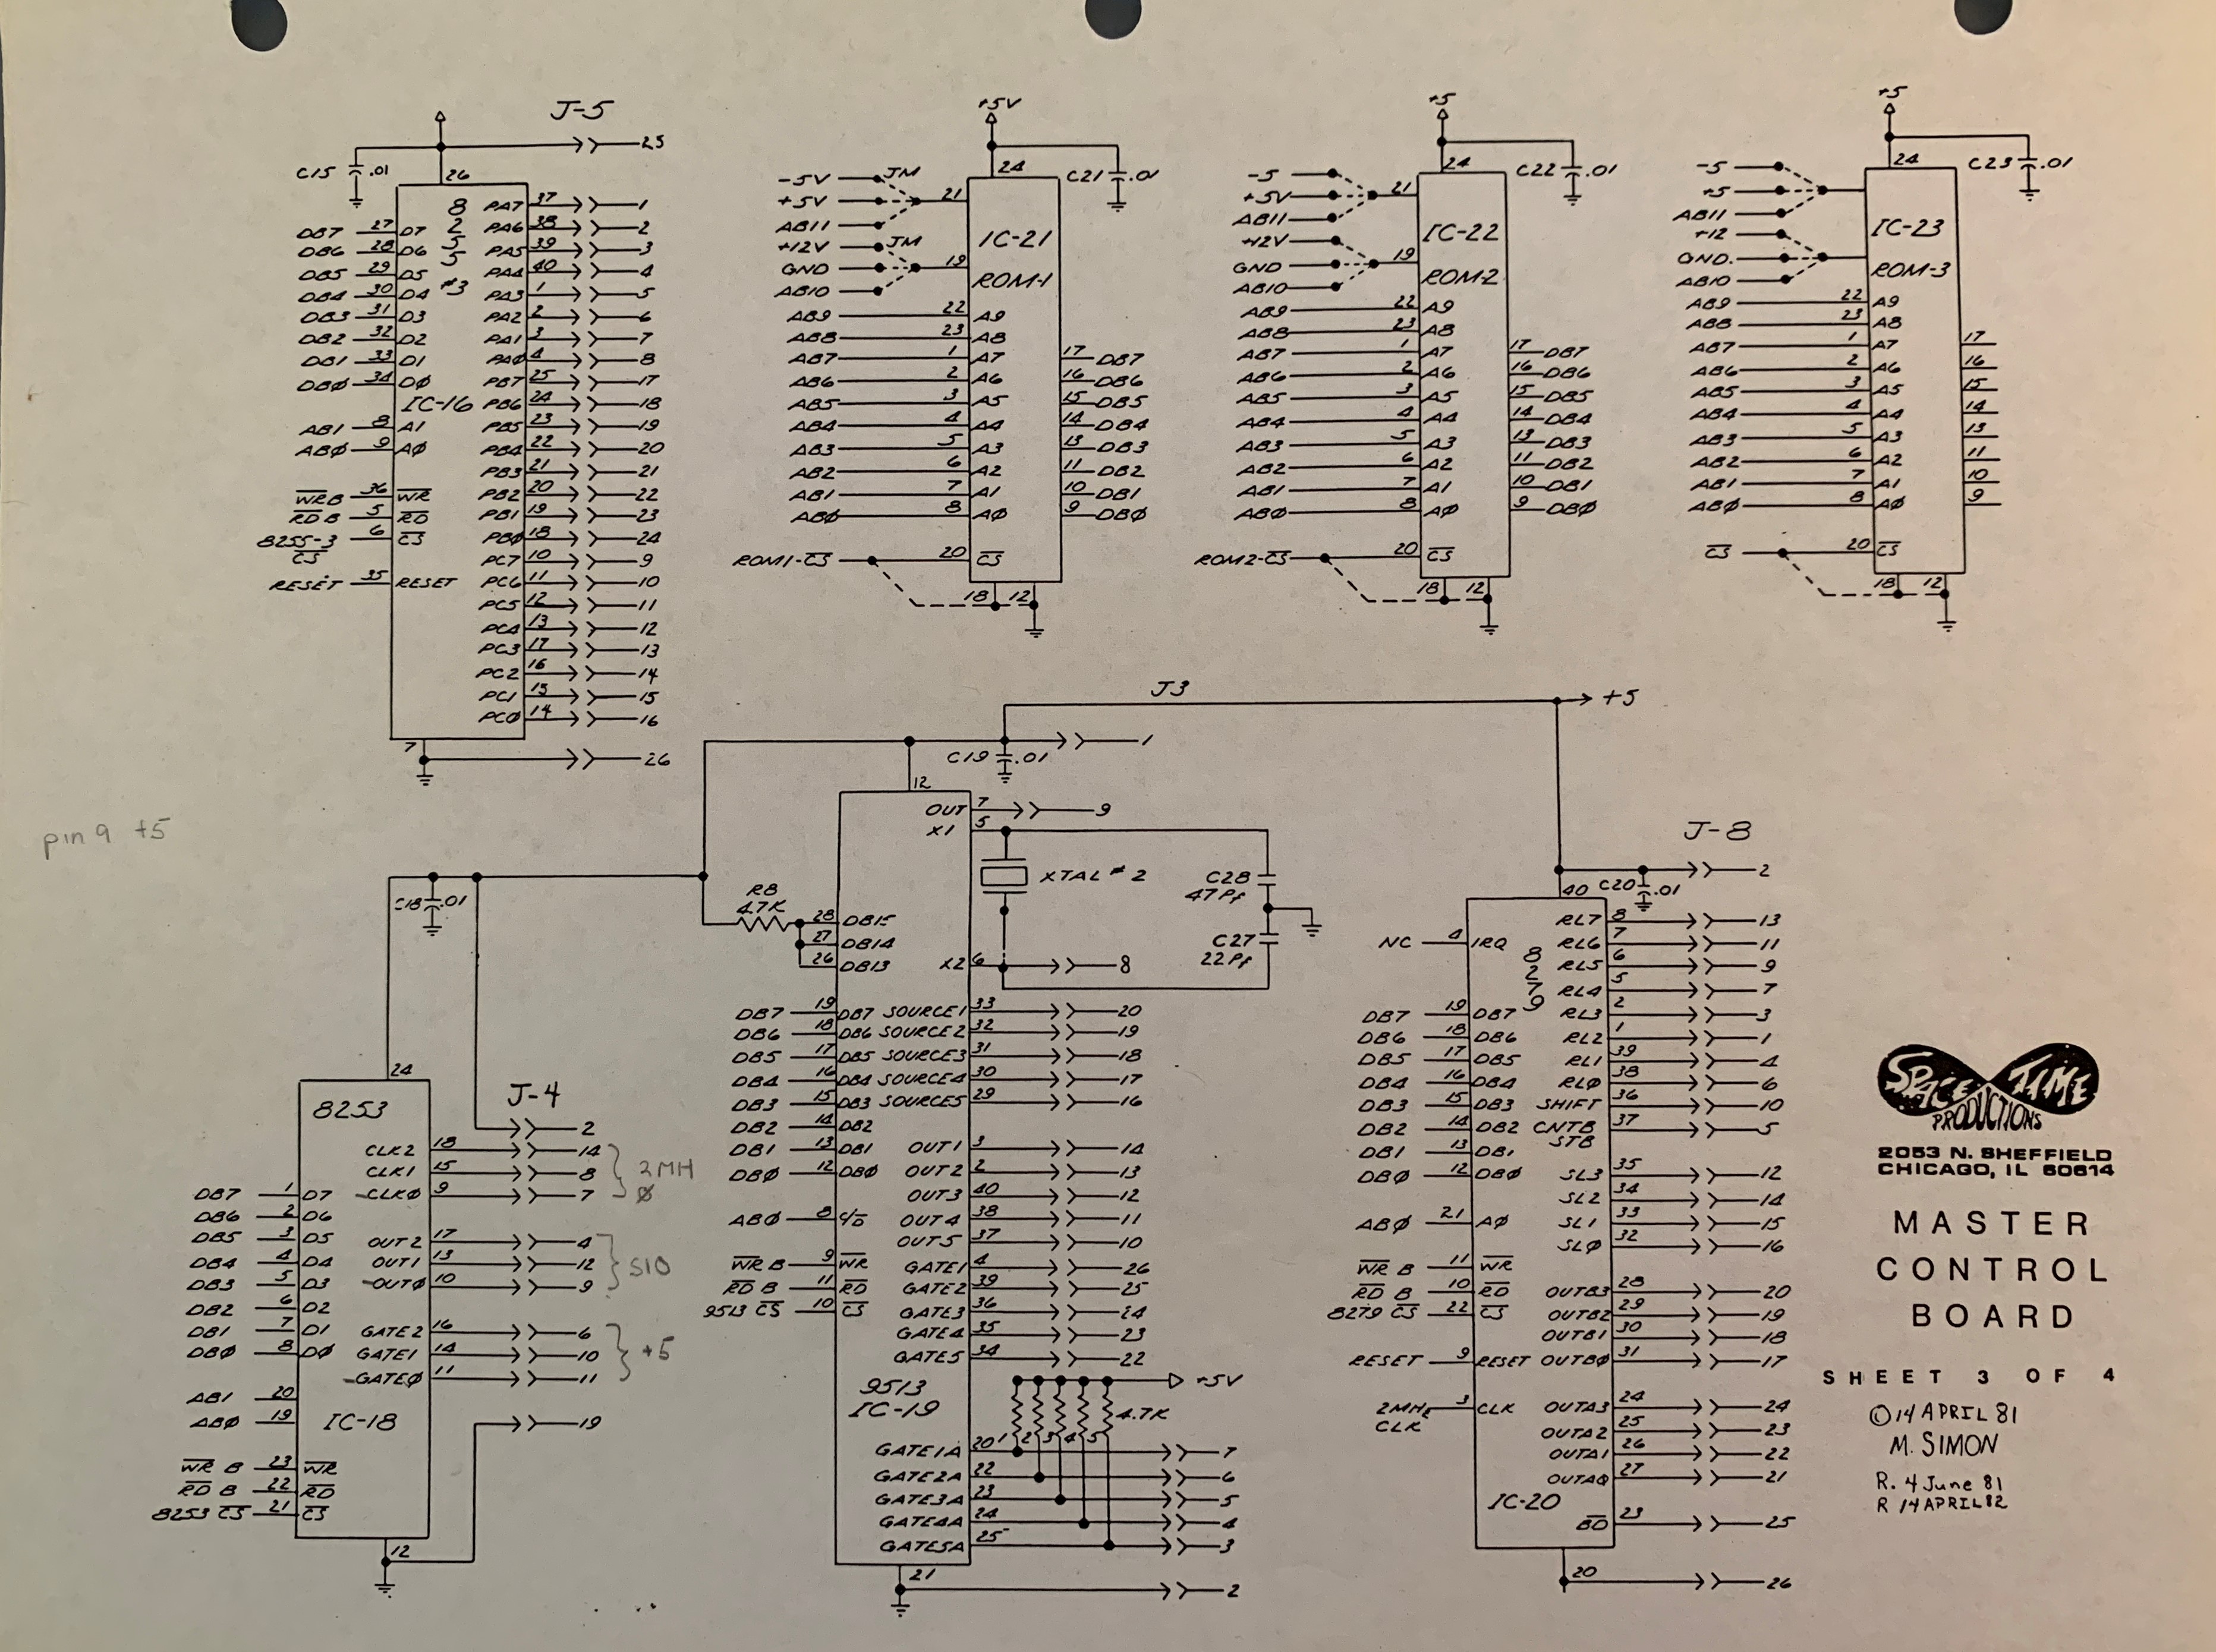 J-5
25
C15 .01
26
8255 #3
IC-16
DB7 27 D7
DB6 28 D6
DB5 29 D5
DB4 30 D4
DB3 31 D3
DB2 32 D2
DB1 33 D1
DBØ 34 DØ
AB1 8 A1
ABØ 9 AØ
WR B 36 WR
RD B 5 RD
8255-3 CS 6 CS
RESET 35 RESET
PA7 37 1
PA6 38 2
PA5 39 3
PA4 40 4
PA3 1 5
PA2 2 6
PA1 3 7
PAØ 4 8
PB7 25 17
PB6 24 18
PB5 23 19
PB4 22 20
PB3 21 21
PB2 20 22
PB1 19 23
PBØ 18 24
PC7 10 9
PC6 11 10
PC5 12 11
PC4 13 12
PC3 17 13
PC2 16 14
PC1 15 15
PCØ 14 16
7
26
+5V
24
C21 .01
-5V JM
+5V 21
AB11
+12V JM
GND 19
AB10
IC-21
ROM-1
AB9 22 A9
AB8 23 A8
AB7 1 A7
AB6 2 A6
AB5 3 A5
AB4 4 A4
AB3 5 A3
AB2 6 A2
AB1 7 A1
ABØ 8 AØ
17 DB7
16 DB6
15 DB5
14 DB4
13 DB3
11 DB2
10 DB1
9 DBØ
ROM1-CS 20 CS
18 12
+5
24
C22 .01
-5
+5V 21
AB11
+12V
GND 19
AB10
IC-22
ROM-2
AB9 22 A9
AB8 23 A8
AB7 1 A7
AB6 2 A6
AB5 3 A5
AB4 4 A4
AB3 5 A3
AB2 6 A2
AB1 7 A1
ABØ 8 AØ
17 DB7
16 DB6
15 DB5
14 DB4
13 DB3
11 DB2
10 DB1
9 DBØ
ROM2-CS 20 CS
18 12
+5
24
C23 .01
-5
+5
AB11
+12
GND.
AB10
IC-23
ROM-3
AB9 22 A9
AB8 23 A8
AB7 1 A7
AB6 2 A6
AB5 3 A5
AB4 4 A4
AB3 5 A3
AB2 6 A2
AB1 7 A1
ABØ 8 AØ
17
16
15
14
13
11
10
9
CS 20 CS
18 12
pin 9 +5
C18 .01
24
8253
J-4
2
CLK2 18 14
CLK1 15 8
CLKØ 9 7
2MH
Ø
OUT2 17 4
OUT1 13 12
OUTØ 10 9
SIO
GATE2 16 6
GATE1 14 10
GATEØ 11 11
+5
19
DB7 1 D7
DB6 2 D6
DB5 3 D5
DB4 4 D4
DB3 5 D3
DB2 6 D2
DB1 7 D1
DBØ 8 DØ
AB1 20
ABØ 19
IC-18
WR B 23 WR
RD B 22 RD
8253 CS 21 CS
12
J3
+5
C19 .01
1
12
OUT 7 9
X1 5
XTAL #2
C28
47Pf
C27
22Pf
X2 6 8
R8
4.7K
28 DB15
27 DB14
26 DB13
DB7 19 DB7
DB6 18 DB6
DB5 17 DB5
DB4 16 DB4
DB3 15 DB3
DB2 14 DB2
DB1 13 DB1
DBØ 12 DBØ
ABØ 8 C/D
WR B 9 WR
RD B 11 RD
9513 CS 10 CS
SOURCE1 33 20
SOURCE2 32 19
SOURCE3 31 18
SOURCE4 30 17
SOURCE5 29 16
OUT1 3 14
OUT2 2 13
OUT3 40 12
OUT4 38 11
OUT5 37 10
GATE1 4 26
GATE2 39 25
GATE3 36 24
GATE4 35 23
GATE5 34 22
9513
IC-19
+5V
4.7K
1 2 3 4 5
GATE1A 20 7
GATE2A 22 6
GATE3A 23 5
GATE4A 24 4
GATE5A 25 3
21
2
J-8
2
40 C20 .01
8279
NC 4 IRQ
DB7 19 DB7
DB6 18 DB6
DB5 17 DB5
DB4 16 DB4
DB3 15 DB3
DB2 14 DB2
DB1 13 DB1
DBØ 12 DBØ
ABØ 21 AØ
WR B 11 WR
RD B 10 RD
8279 CS 22 CS
RESET 9 RESET
2MHz CLK 3 CLK
RL7 8 13
RL6 7 11
RL5 6 9
RL4 5 7
RL3 2 3
RL2 1 1
RL1 39 4
RLØ 38 6
SHIFT 36 10
CNTB STB 37 5
SL3 35 12
SL2 34 14
SL1 33 15
SLØ 32 16
OUTB3 28 20
OUTB2 29 19
OUTB1 30 18
OUTBØ 31 17
OUTA3 24 24
OUTA2 25 23
OUTA1 26 22
OUTAØ 27 21
IC-20
BD 23 25
20
26
SPACE TIME
PRODUCTIONS
2053 N. SHEFFIELD
CHICAGO, IL 60614
MASTER
CONTROL
BOARD
SHEET 3 OF 4
©14 APRIL 81
M. SIMON
R. 4 June 81
R 14 APRIL 82